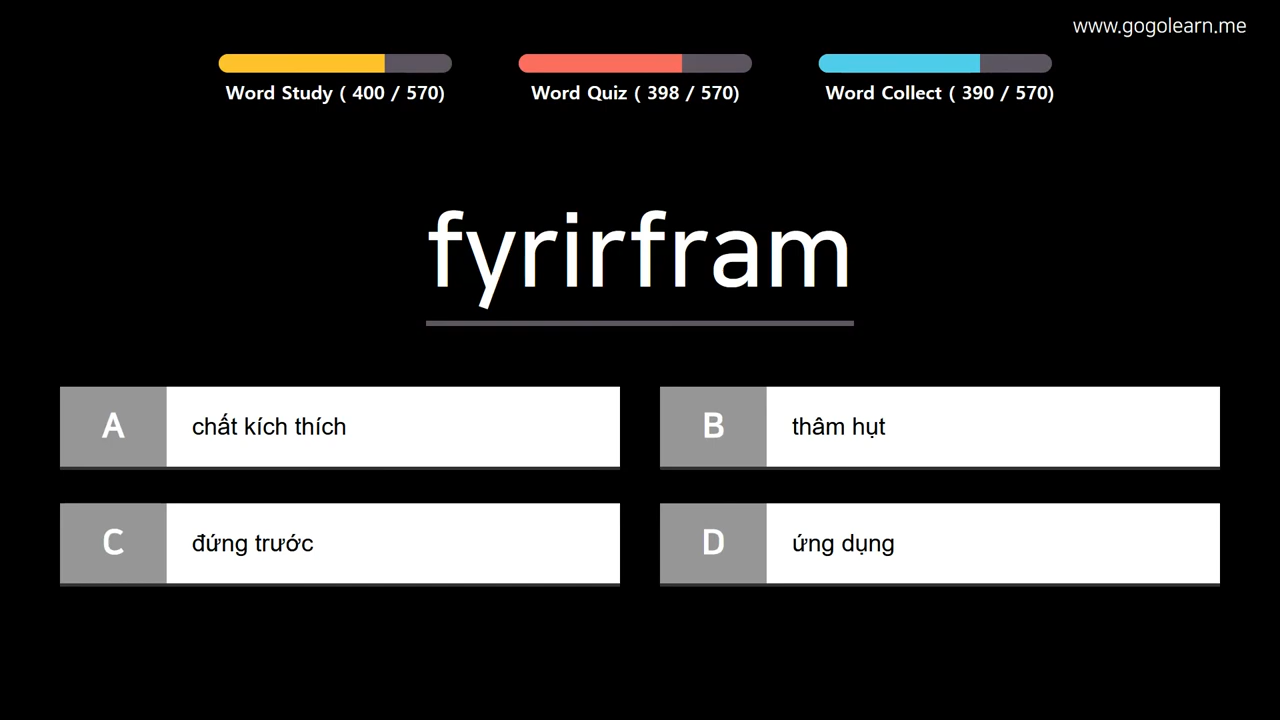 www.gogolearn.me
Word Study ( 400 / 570)
Word Quiz ( 398 / 570)
Word Collect ( 390 / 570)
fyrirfram
A chất kích thích
B thâm hụt
C đứng trước
D ứng dụng